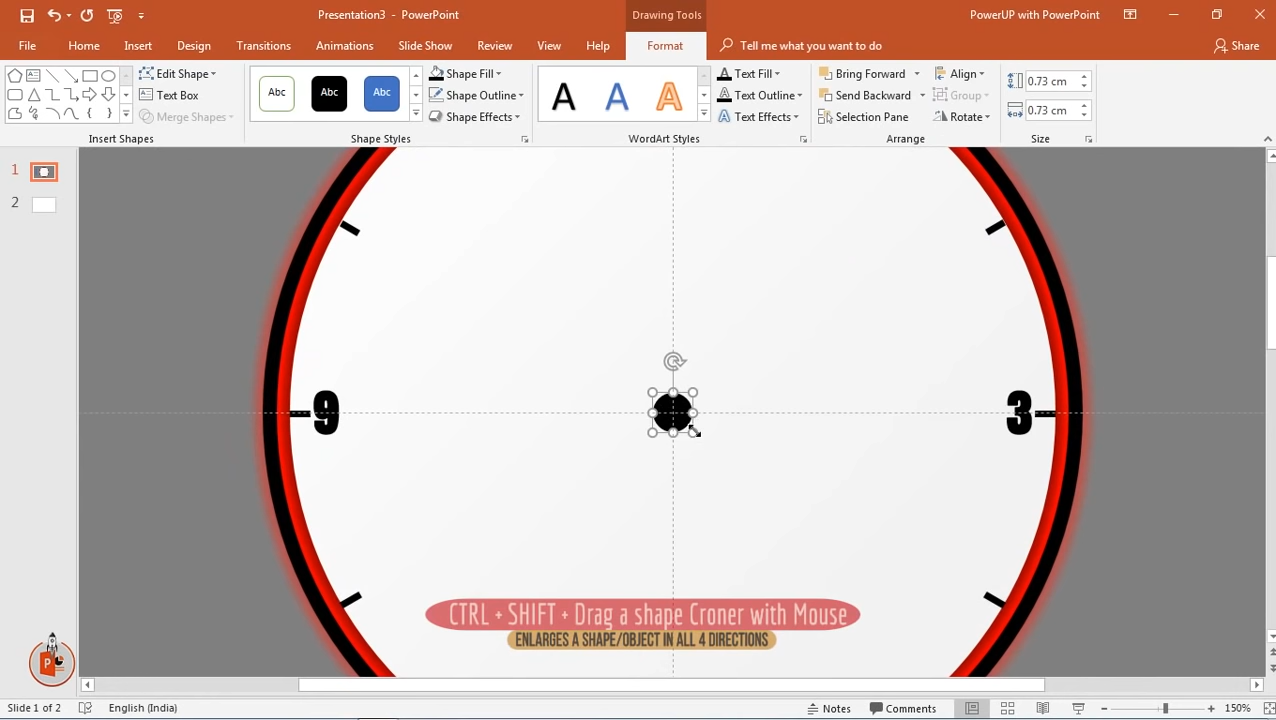 Presentation3 - PowerPoint
Drawing Tools
PowerUP with PowerPoint
File
Home
Insert
Design
Transitions
Animations
Slide Show
Review
View
Help
Format
Tell me what you want to do
Share
Edit Shape
Text Box
Merge Shapes
Insert Shapes
Abc
Abc
Abc
Shape Fill
Shape Outline
Shape Effects
Shape Styles
A
A
A
Text Fill
Text Outline
Text Effects
WordArt Styles
Bring Forward
Send Backward
Selection Pane
Align
Group
Rotate
Arrange
0.73 cm
0.73 cm
Size
1
2
9
3
CTRL + SHIFT + Drag a shape Croner with Mouse
ENLARGES A SHAPE/OBJECT IN ALL 4 DIRECTIONS
P
Slide 1 of 2
English (India)
Notes
Comments
150%